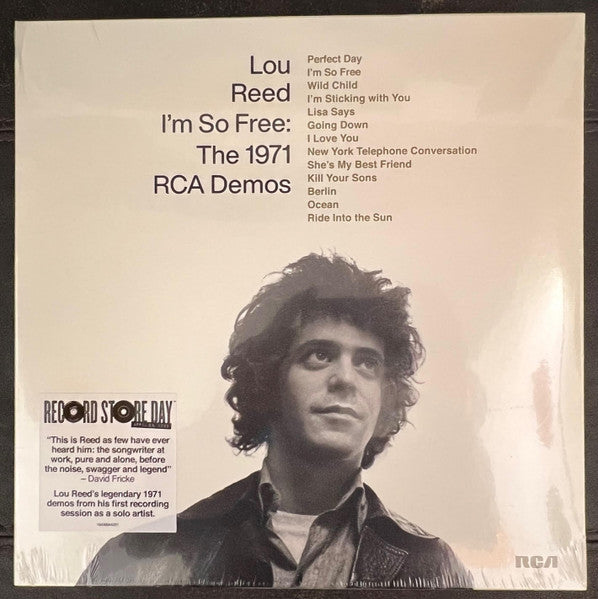 Lou
Reed
I'm So Free:
The 1971
RCA Demos
Perfect Day
I'm So Free
Wild Child
I'm Sticking with You
Lisa Says
Going Down
I Love You
New York Telephone Conversation
She's My Best Friend
Kill Your Sons
Berlin
Ocean
Ride Into the Sun
RECORD STORE DAY
"This is Reed as few have ever
heard him: the songwriter at
work, pure and alone, before
the noise, swagger and legend"
– David Fricke
Lou Reed's legendary 1971
demos from his first recording
session as a solo artist.
RCA